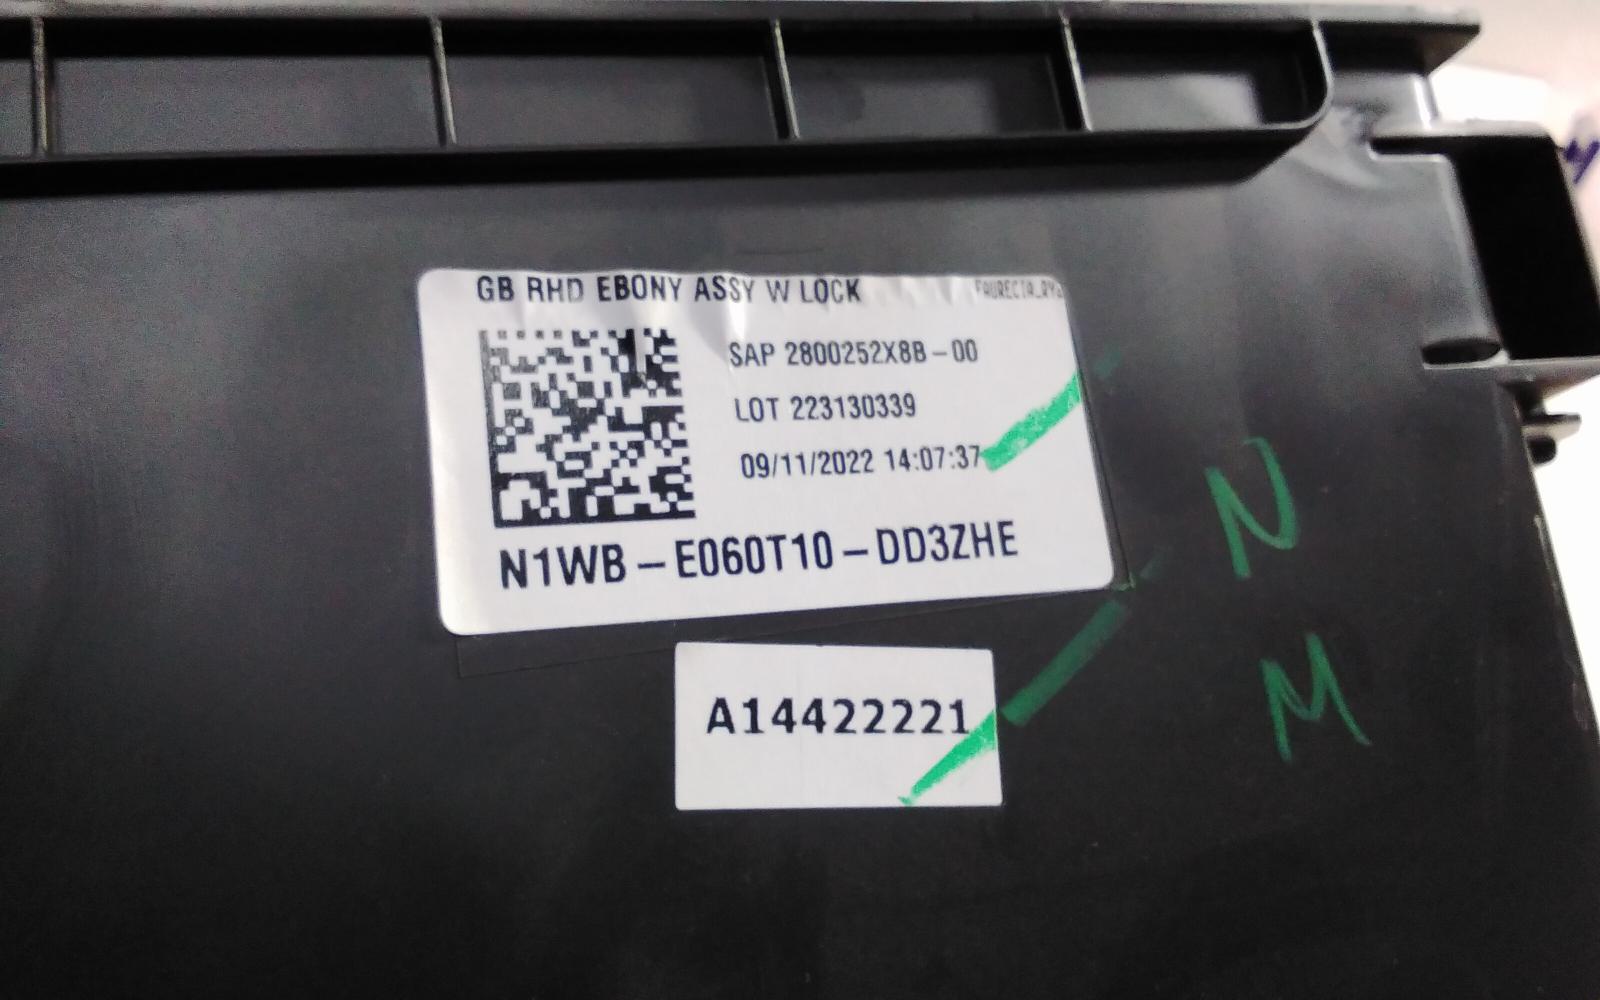 GB RHD EBONY ASSY W LOCK
SAP 2800252X8B-00
LOT 223130339
09/11/2022 14:07:37
N1WB-E060T10-DD3ZHE
A14422221
N
M